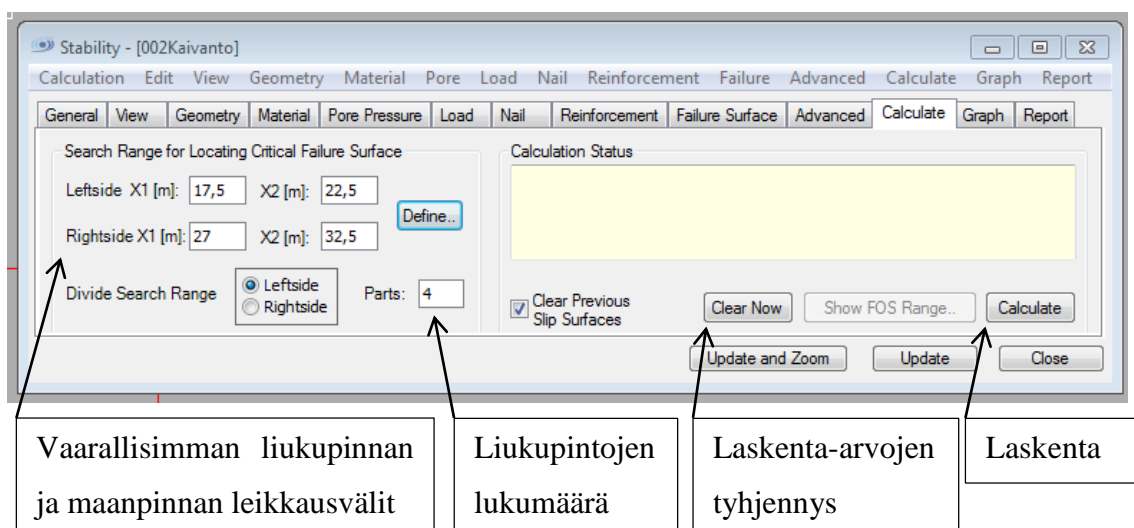 Stability - [002Kaivanto]
Calculation Edit View Geometry Material Pore Load Nail Reinforcement Failure Advanced Calculate Graph Report
General View Geometry Material Pore Pressure Load Nail Reinforcement Failure Surface Advanced Calculate Graph Report
Search Range for Locating Critical Failure Surface
Leftside X1 [m]: 17,5 X2 [m]: 22,5
Define..
Rightside X1 [m]: 27 X2 [m]: 32,5
Divide Search Range
Leftside
Rightside
Parts: 4
Calculation Status
Clear Previous
Slip Surfaces
Clear Now Show FOS Range.. Calculate
Update and Zoom Update Close
Vaarallisimman liukupinnan
ja maanpinnan leikkausvälit
Liukupintojen
lukumäärä
Laskenta-arvojen
tyhjennys
Laskenta